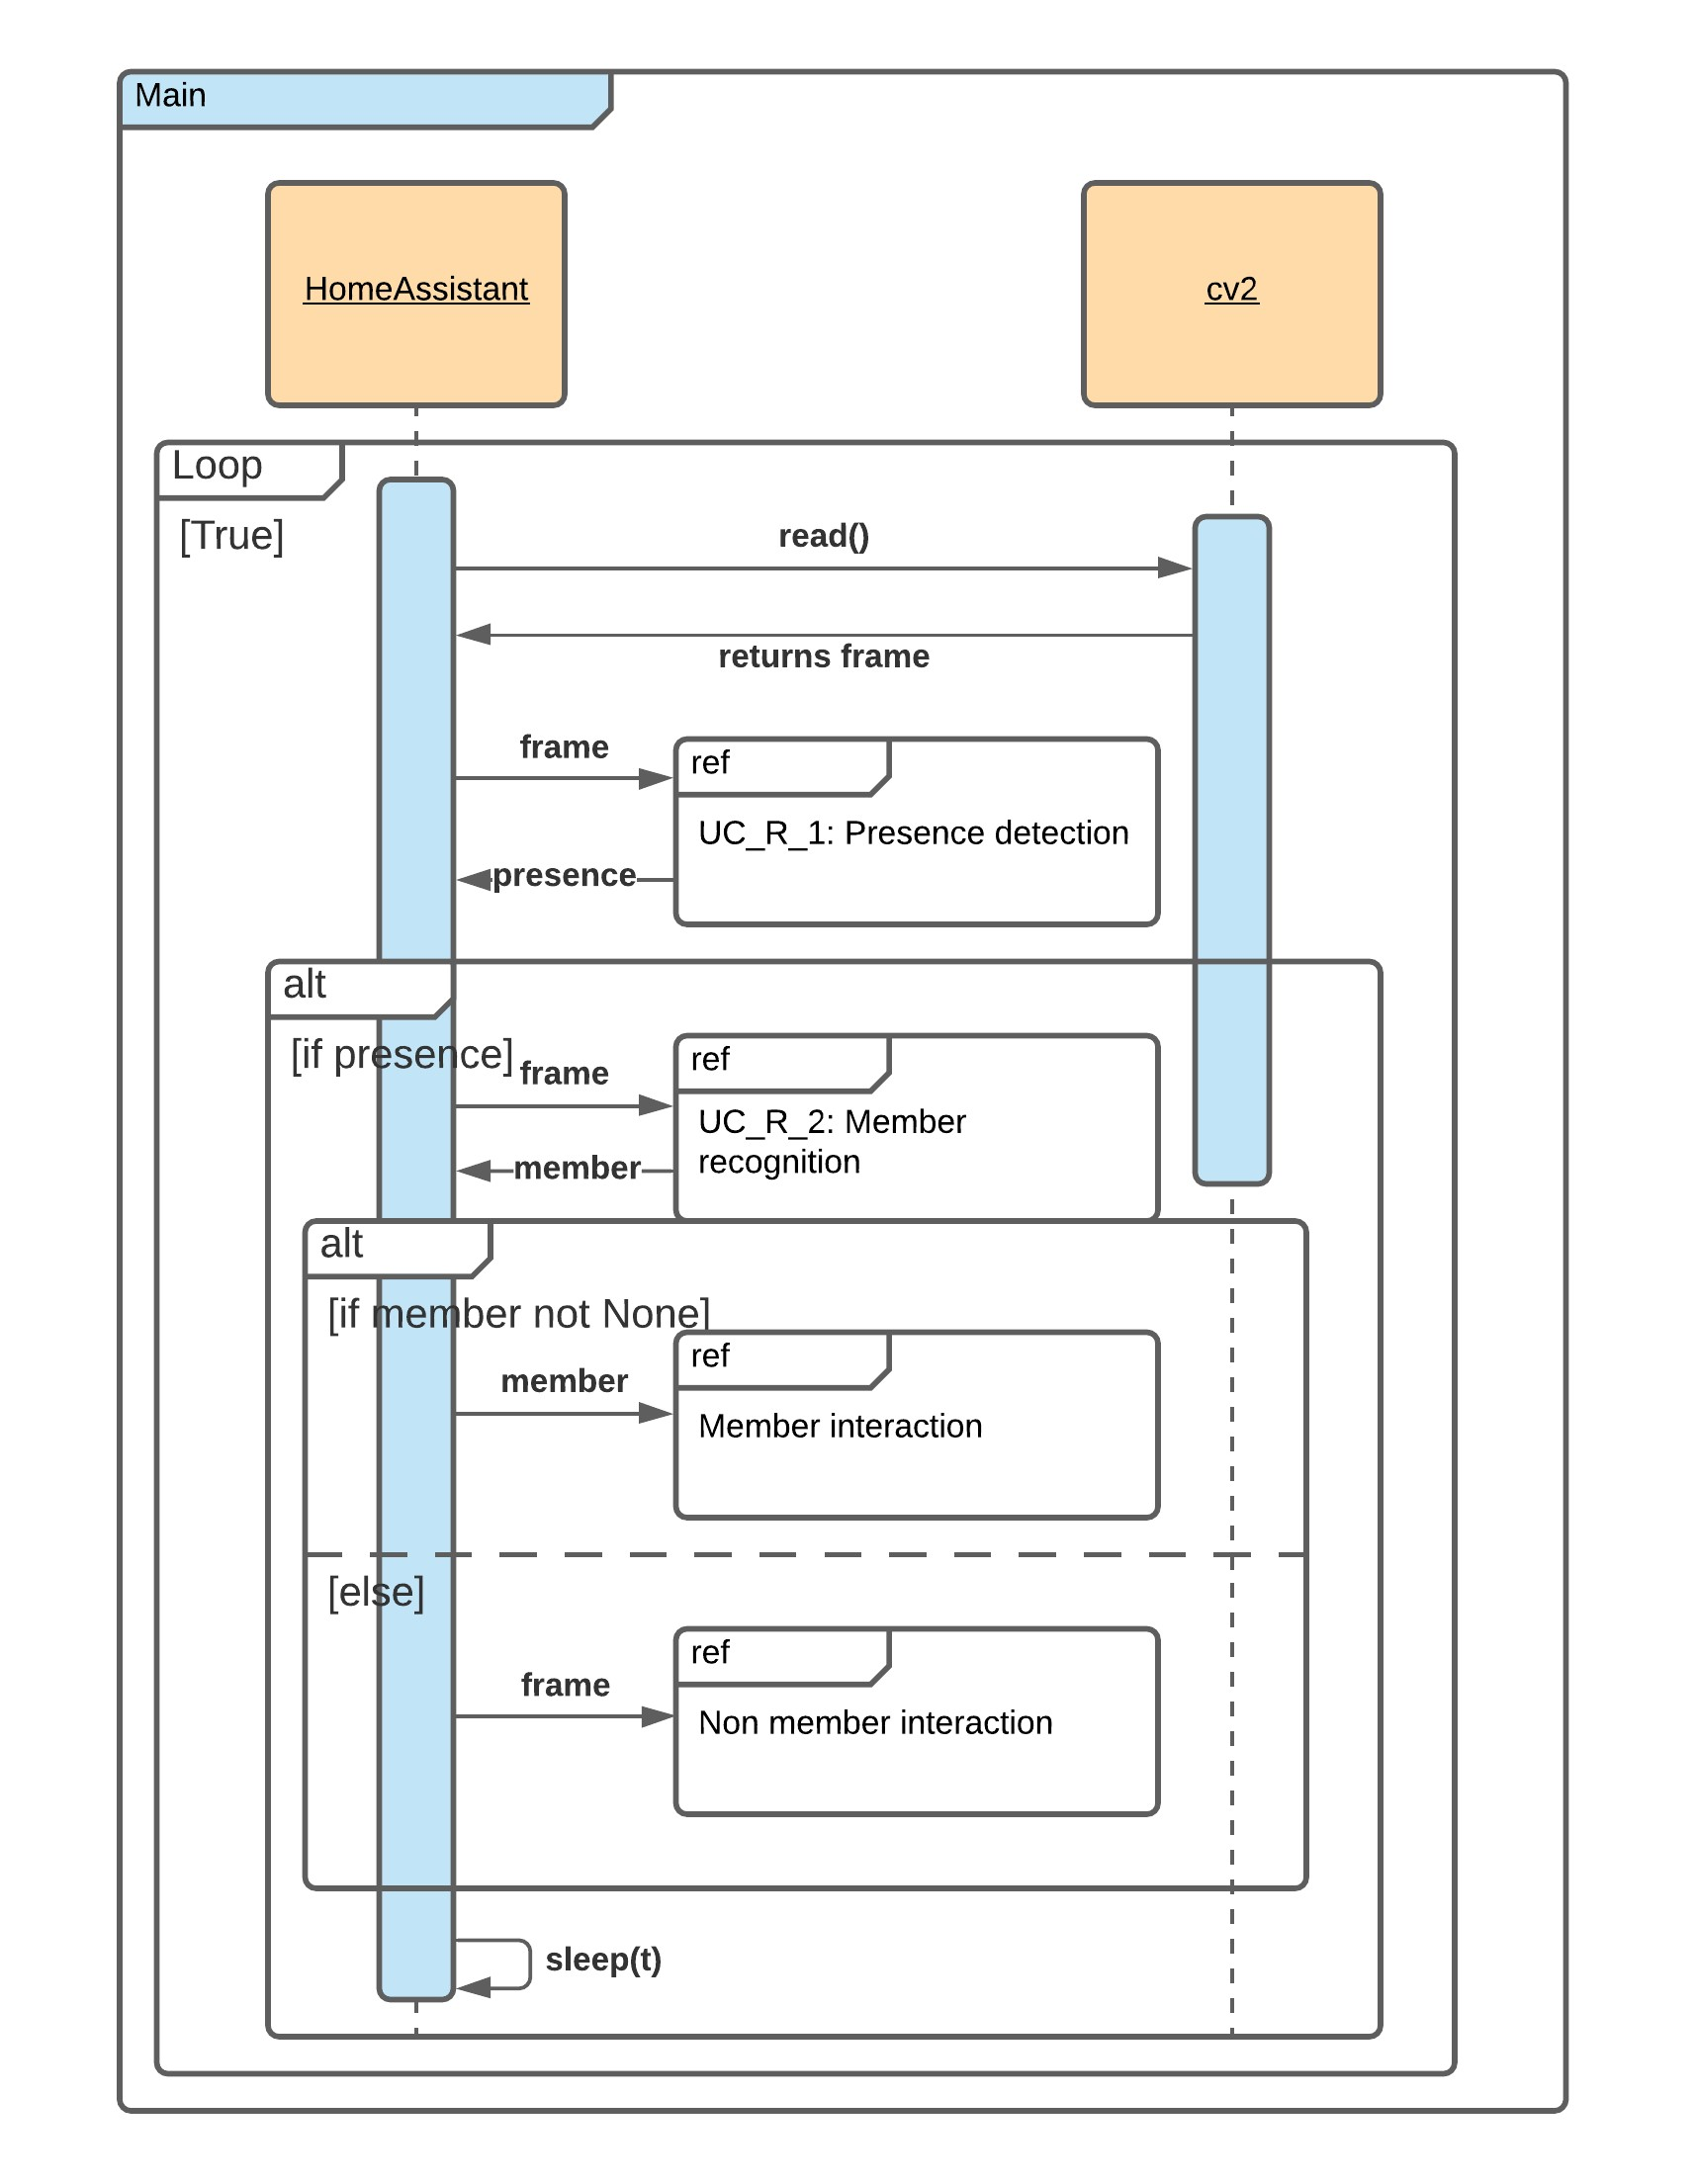 Main
HomeAssistant
cv2
Loop
[True]
read()
returns frame
frame
ref
UC_R_1: Presence detection
presence
alt
[if presence]
frame
ref
UC_R_2: Member
recognition
member
alt
[if member not None]
ref
member
Member interaction
[else]
ref
frame
Non member interaction
sleep(t)